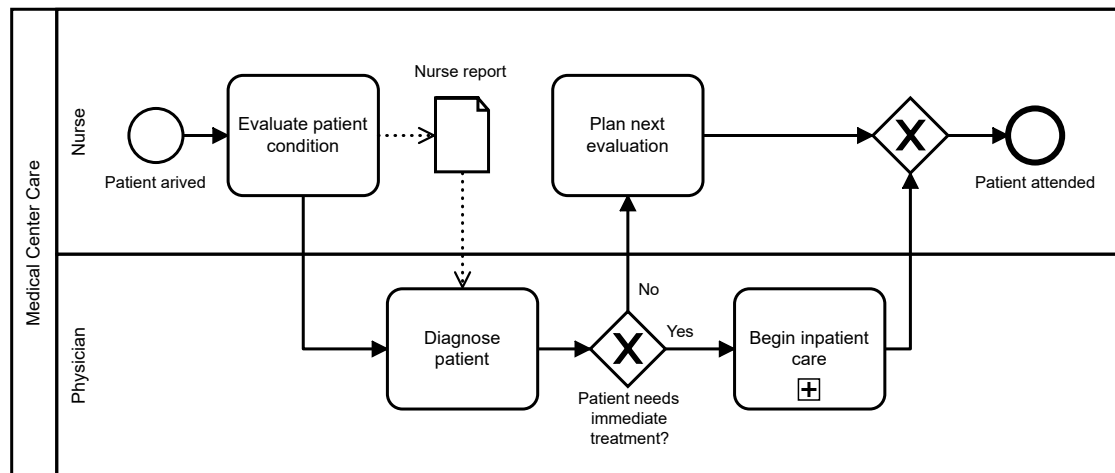 Medical Center Care
Nurse
Patient arived
Evaluate patient
condition
Nurse report
Plan next
evaluation
X
Patient attended
Physician
Diagnose
patient
X
Patient needs
immediate
treatment?
No
Yes
Begin inpatient
care